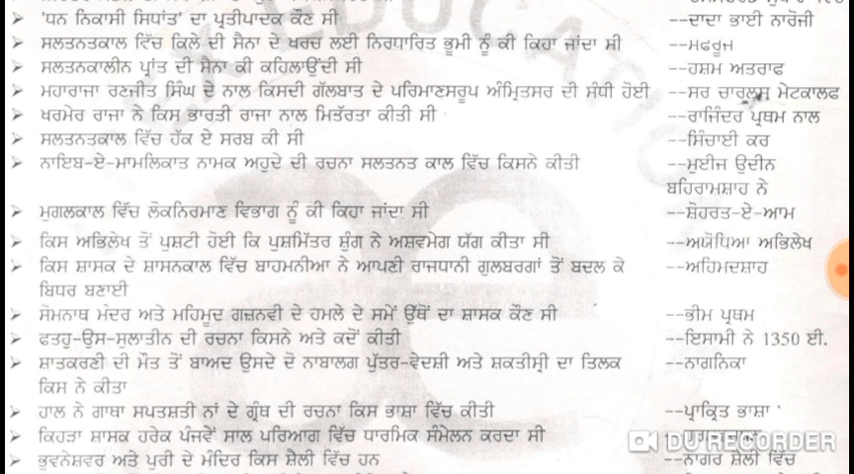 'ਧਨ ਨਿਕਾਸੀ ਸਿਧਾਂਤ' ਦਾ ਪ੍ਰਤੀਪਾਦਕ ਕੌਣ ਸੀ --ਦਾਦਾ ਭਾਈ ਨਾਰੋਜੀ
ਸਲਤਨਤਕਾਲ ਵਿੱਚ ਕਿਲੇ ਦੀ ਸੈਨਾ ਦੇ ਖਰਚ ਲਈ ਨਿਰਧਾਰਿਤ ਭੂਮੀ ਨੂੰ ਕੀ ਕਿਹਾ ਜਾਂਦਾ ਸੀ --ਮਫਰੂਜ
ਸਲਤਨਕਾਲੀਨ ਪ੍ਰਾਂਤ ਦੀ ਸੈਨਾ ਕੀ ਕਹਿਲਾਉਂਦੀ ਸੀ --ਹਸ਼ਮ ਅਤਰਾਫ
ਮਹਾਰਾਜਾ ਰਣਜੀਤ ਸਿੰਘ ਦੇ ਨਾਲ ਕਿਸਦੀ ਗੱਲਬਾਤ ਦੇ ਪਰਿਮਾਣਸਰੂਪ ਅੰਮ੍ਰਿਤਸਰ ਦੀ ਸੰਧੀ ਹੋਈ --ਸਰ ਚਾਰਲਸ ਮੇਟਕਾਲਫ
ਖਰਮੇਰ ਰਾਜਾ ਨੇ ਕਿਸ ਭਾਰਤੀ ਰਾਜਾ ਨਾਲ ਮਿਤੱਰਤਾ ਕੀਤੀ ਸੀ --ਰਾਜਿੰਦਰ ਪ੍ਰਥਮ ਨਾਲ
ਸਲਤਨਤਕਾਲ ਵਿੱਚ ਹੱਕ ਏ ਸਰਬ ਕੀ ਸੀ --ਸਿੰਚਾਈ ਕਰ
ਨਾਇਬ-ਏ-ਮਾਮਲਿਕਾਤ ਨਾਮਕ ਅਹੁਦੇ ਦੀ ਰਚਨਾ ਸਲਤਨਤ ਕਾਲ ਵਿੱਚ ਕਿਸਨੇ ਕੀਤੀ --ਮੁਈਜ ਉਦੀਨ
ਬਹਿਰਾਮਸ਼ਾਹ ਨੇ
ਮੁਗਲਕਾਲ ਵਿੱਚ ਲੋਕਨਿਰਮਾਣ ਵਿਭਾਗ ਨੂੰ ਕੀ ਕਿਹਾ ਜਾਂਦਾ ਸੀ --ਸ਼ੋਹਰਤ-ਏ-ਆਮ
ਕਿਸ ਅਭਿਲੇਖ ਤੋਂ ਪੁਸ਼ਟੀ ਹੋਈ ਕਿ ਪੁਸ਼ਮਿੱਤਰ ਸ਼ੁੰਗ ਨੇ ਅਸ਼ਵਮੇਗ ਯੱਗ ਕੀਤਾ ਸੀ --ਅਯੋਧਿਆ ਅਭਿਲੇਖ
ਕਿਸ ਸ਼ਾਸਕ ਦੇ ਸ਼ਾਸਨਕਾਲ ਵਿੱਚ ਬਾਹਮਨੀਆ ਨੇ ਆਪਣੀ ਰਾਜਧਾਨੀ ਗੁਲਬਰਗਾਂ ਤੋਂ ਬਦਲ ਕੇ --ਅਹਿਮਦਸ਼ਾਹ
ਬਿਧਰ ਬਣਾਈ
ਸੋਮਨਾਥ ਮੰਦਰ ਅਤੇ ਮਹਿਮੂਦ ਗਜ਼ਨਵੀ ਦੇ ਹਮਲੇ ਦੇ ਸਮੇਂ ਉੱਥੋਂ ਦਾ ਸ਼ਾਸਕ ਕੌਣ ਸੀ --ਭੀਮ ਪ੍ਰਥਮ
ਫਤਹੁ-ਉਸ-ਸੁਲਾਤੀਨ ਦੀ ਰਚਨਾ ਕਿਸਨੇ ਅਤੇ ਕਦੋਂ ਕੀਤੀ --ਇਸਾਮੀ ਨੇ 1350 ਈ.
ਸ਼ਾਤਕਰਣੀ ਦੀ ਮੌਤ ਤੋਂ ਬਾਅਦ ਉਸਦੇ ਦੋ ਨਾਬਾਲਗ ਪੁੱਤਰ-ਵੇਦਸ਼ੀ ਅਤੇ ਸ਼ਕਤੀਸ੍ਰੀ ਦਾ ਤਿਲਕ --ਨਾਗਨਿਕਾ
ਕਿਸ ਨੇ ਕੀਤਾ
ਹਾਲ ਨੇ ਗਾਥਾ ਸਪਤਸ਼ਤੀ ਨਾਂ ਦੇ ਗ੍ਰੰਥ ਦੀ ਰਚਨਾ ਕਿਸ ਭਾਸ਼ਾ ਵਿੱਚ ਕੀਤੀ --ਪ੍ਰਾਕ੍ਰਿਤ ਭਾਸ਼ਾ
ਕਿਹੜਾ ਸ਼ਾਸਕ ਹਰੇਕ ਪੰਜਵੇਂ ਸਾਲ ਪਰਿਆਗ ਵਿੱਚ ਧਾਰਮਿਕ ਸੰਮੇਲਨ ਕਰਦਾ ਸੀ
DU RECORDER
ਭੁਵਨੇਸ਼ਵਰ ਅਤੇ ਪੁਰੀ ਦੇ ਮੰਦਿਰ ਕਿਸ ਸ਼ੈਲੀ ਵਿੱਚ ਹਨ --ਨਾਗਰ ਸ਼ੈਲੀ ਵਿੱਚ